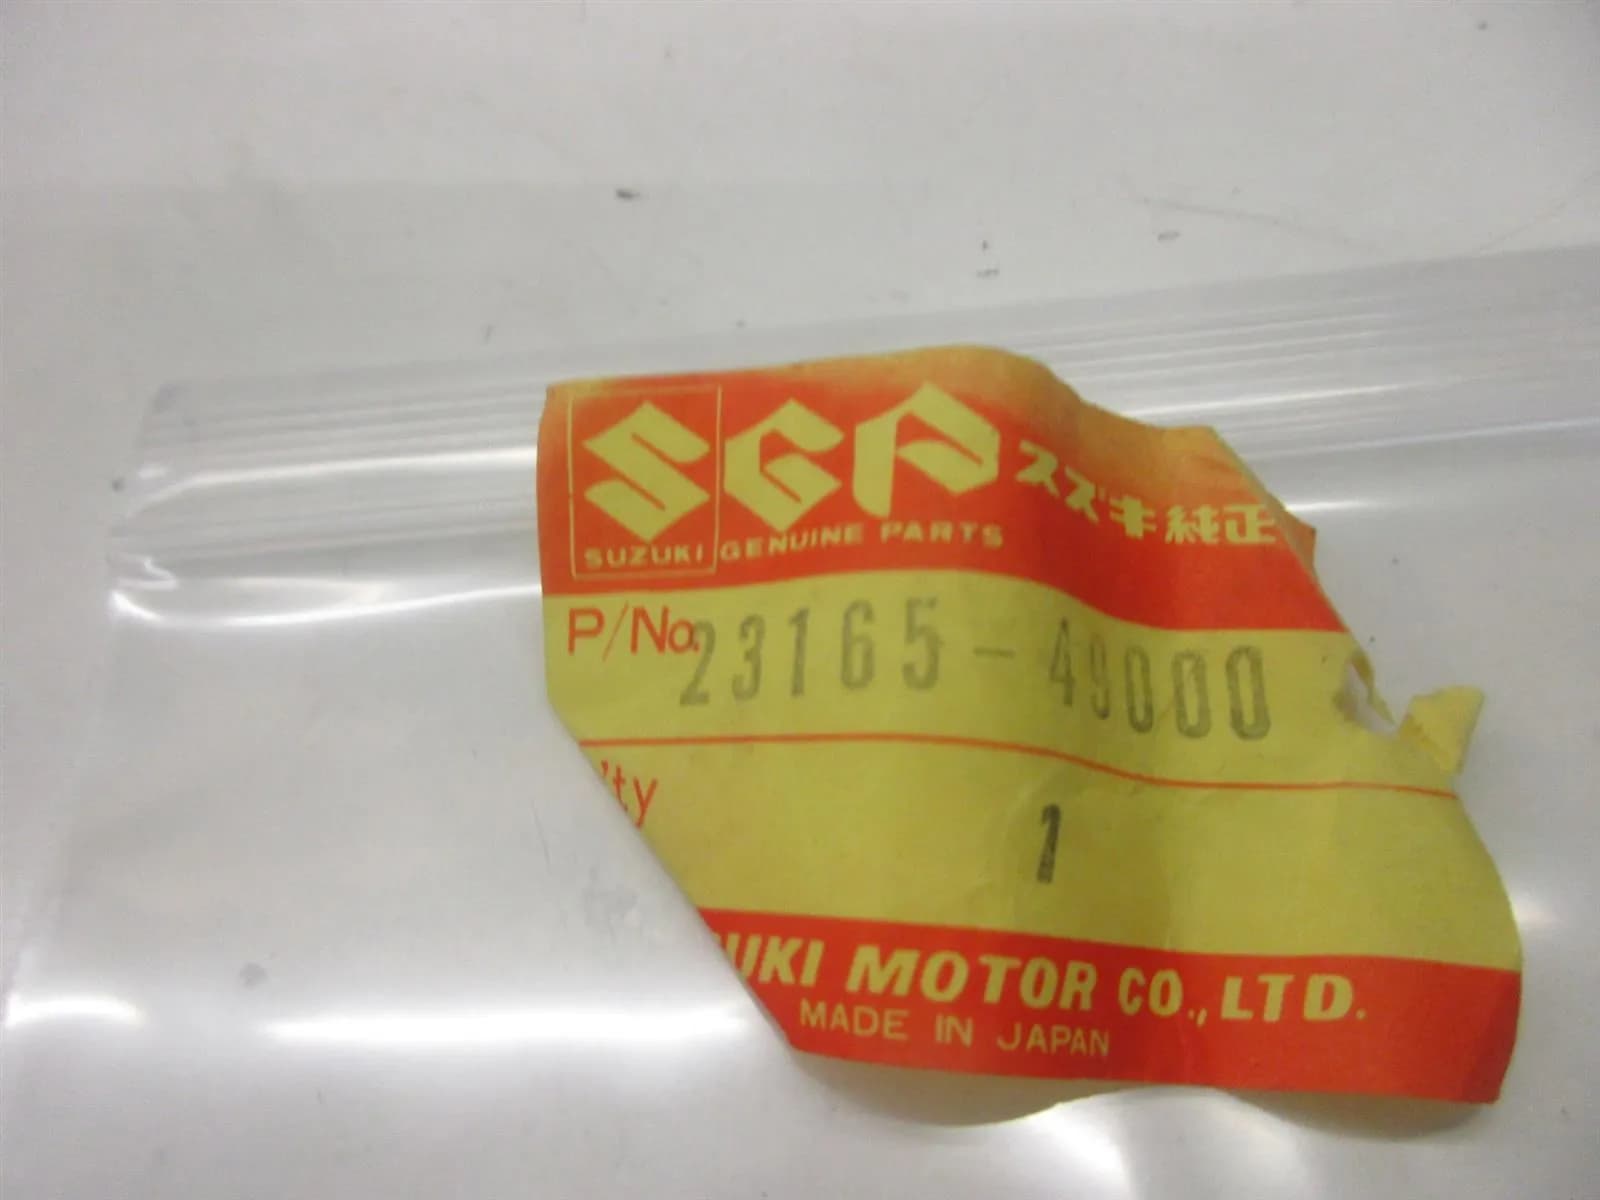 SGP スズキ純正
SUZUKI GENUINE PARTS
P/No. 23165-49000
'ty 1
UKI MOTOR CO., LTD.
MADE IN JAPAN